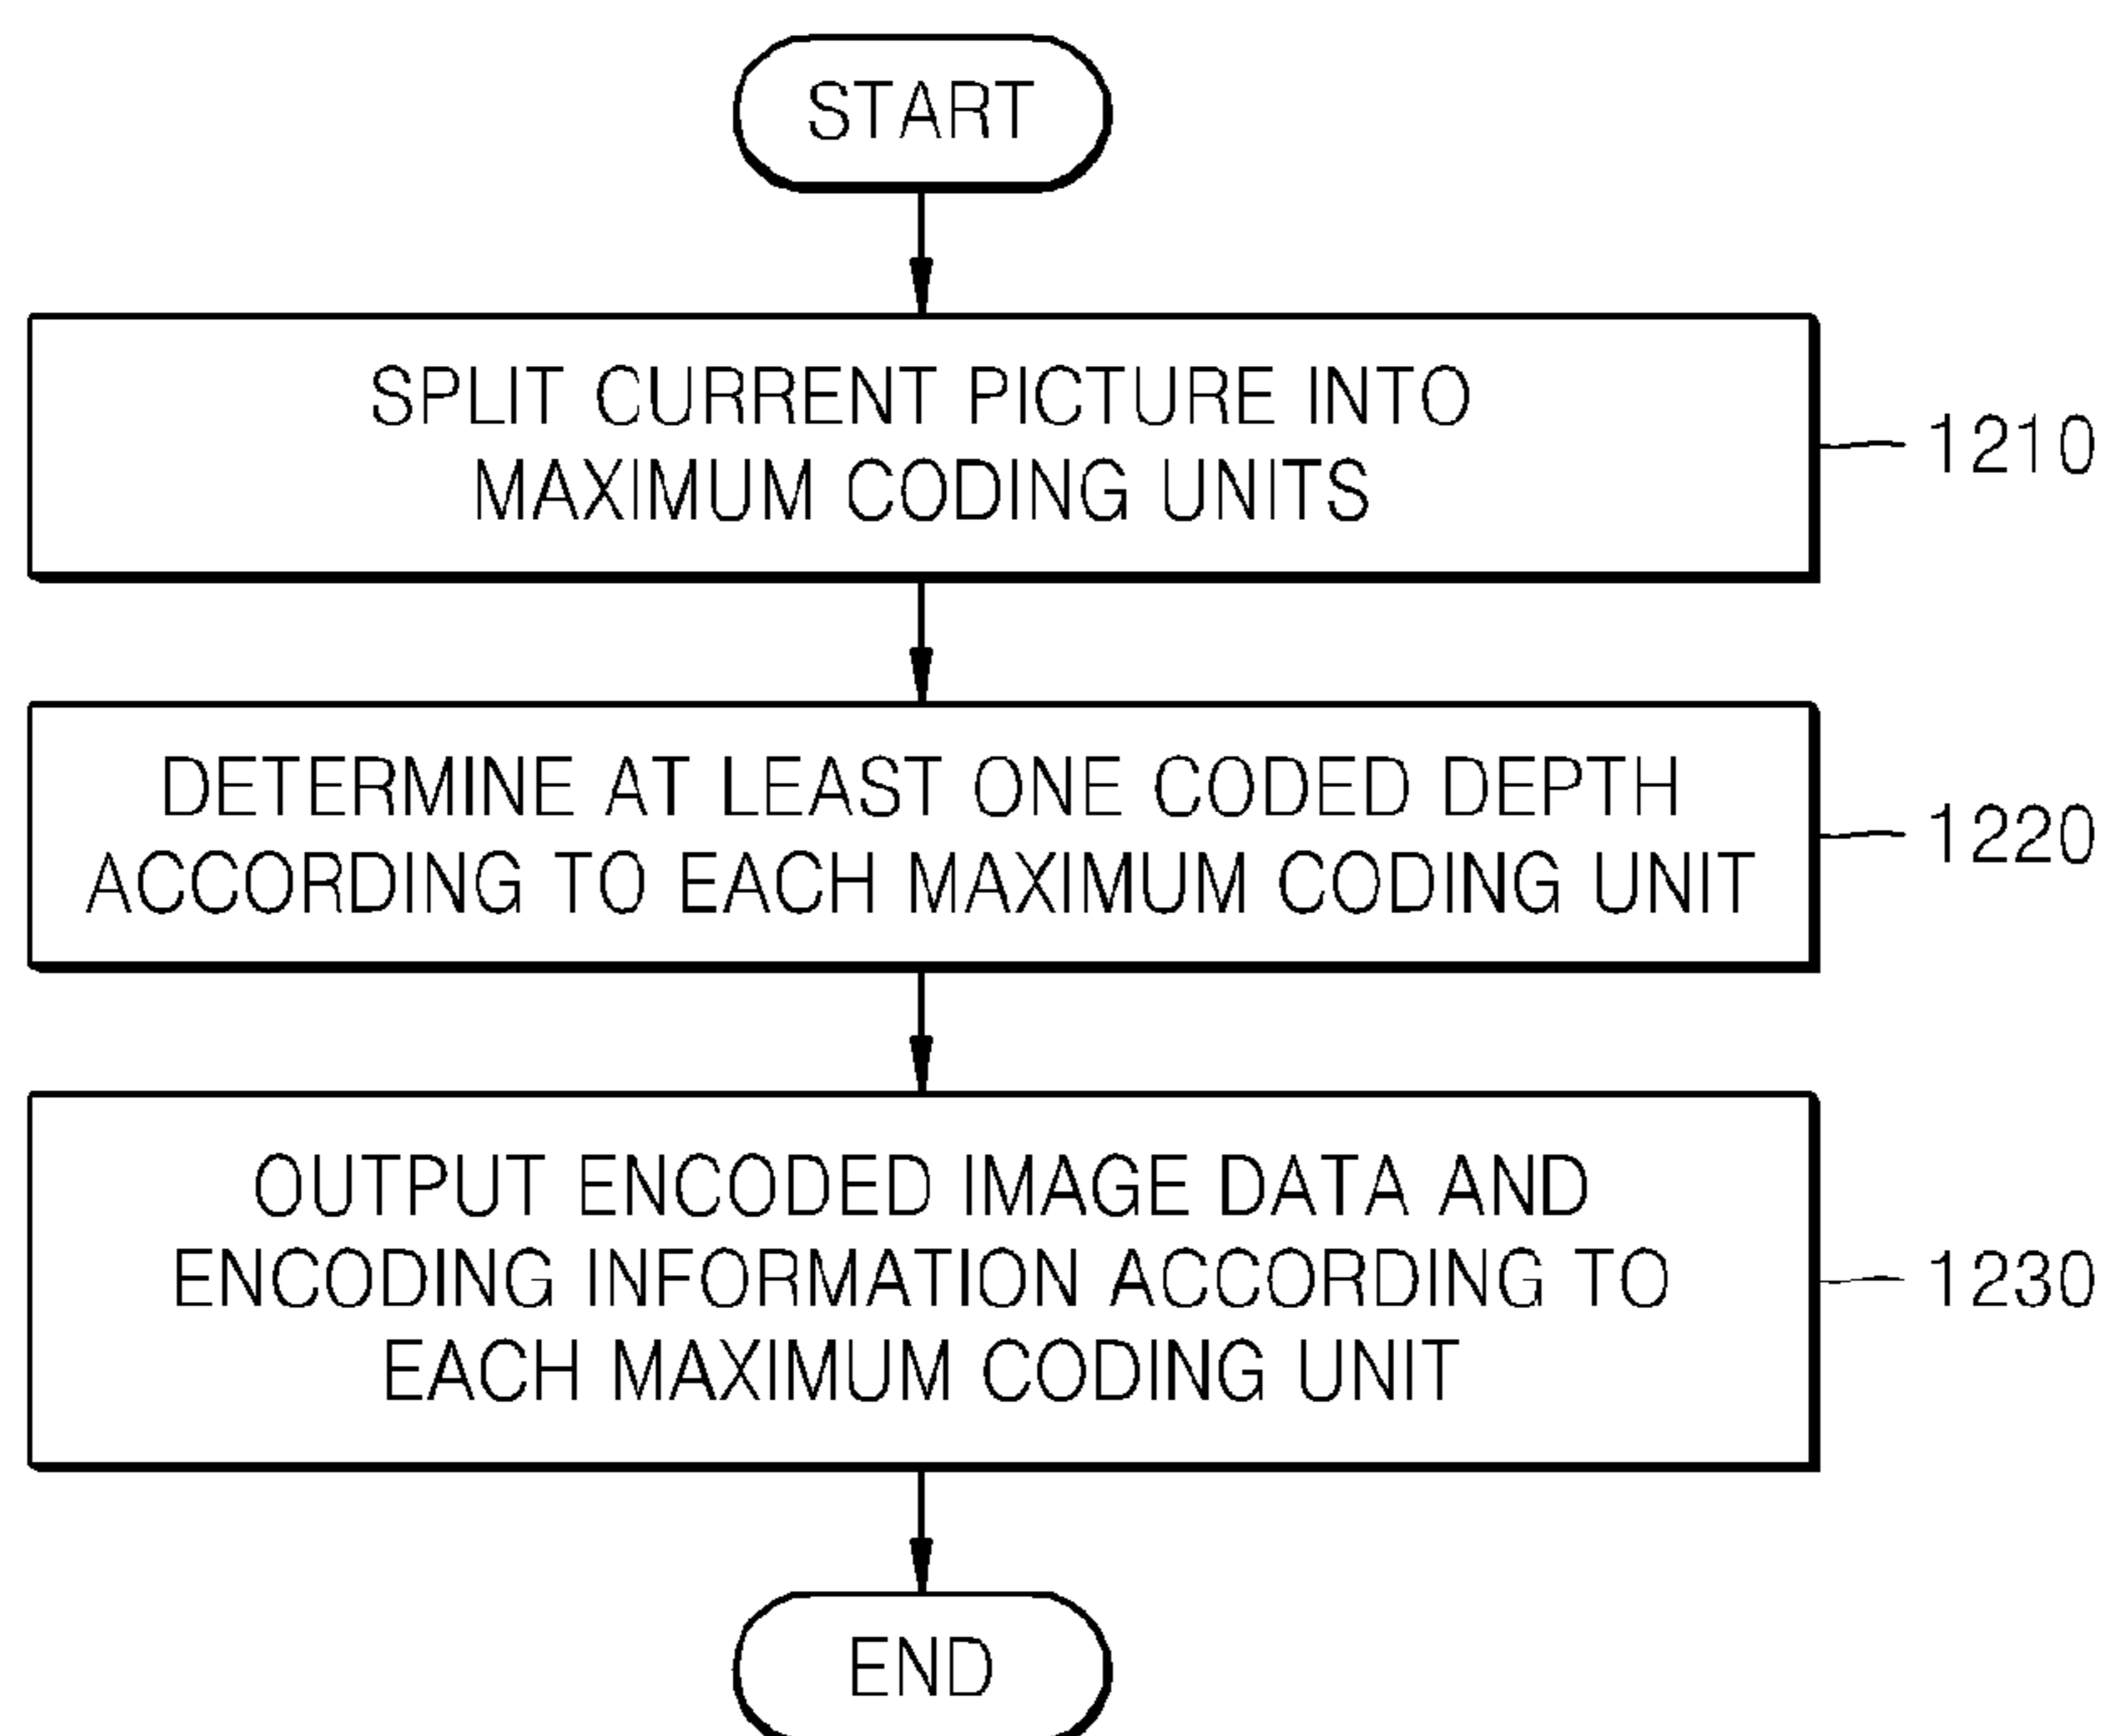 START
SPLIT CURRENT PICTURE INTO
MAXIMUM CODING UNITS
1210
DETERMINE AT LEAST ONE CODED DEPTH
ACCORDING TO EACH MAXIMUM CODING UNIT
1220
OUTPUT ENCODED IMAGE DATA AND
ENCODING INFORMATION ACCORDING TO
EACH MAXIMUM CODING UNIT
1230
END